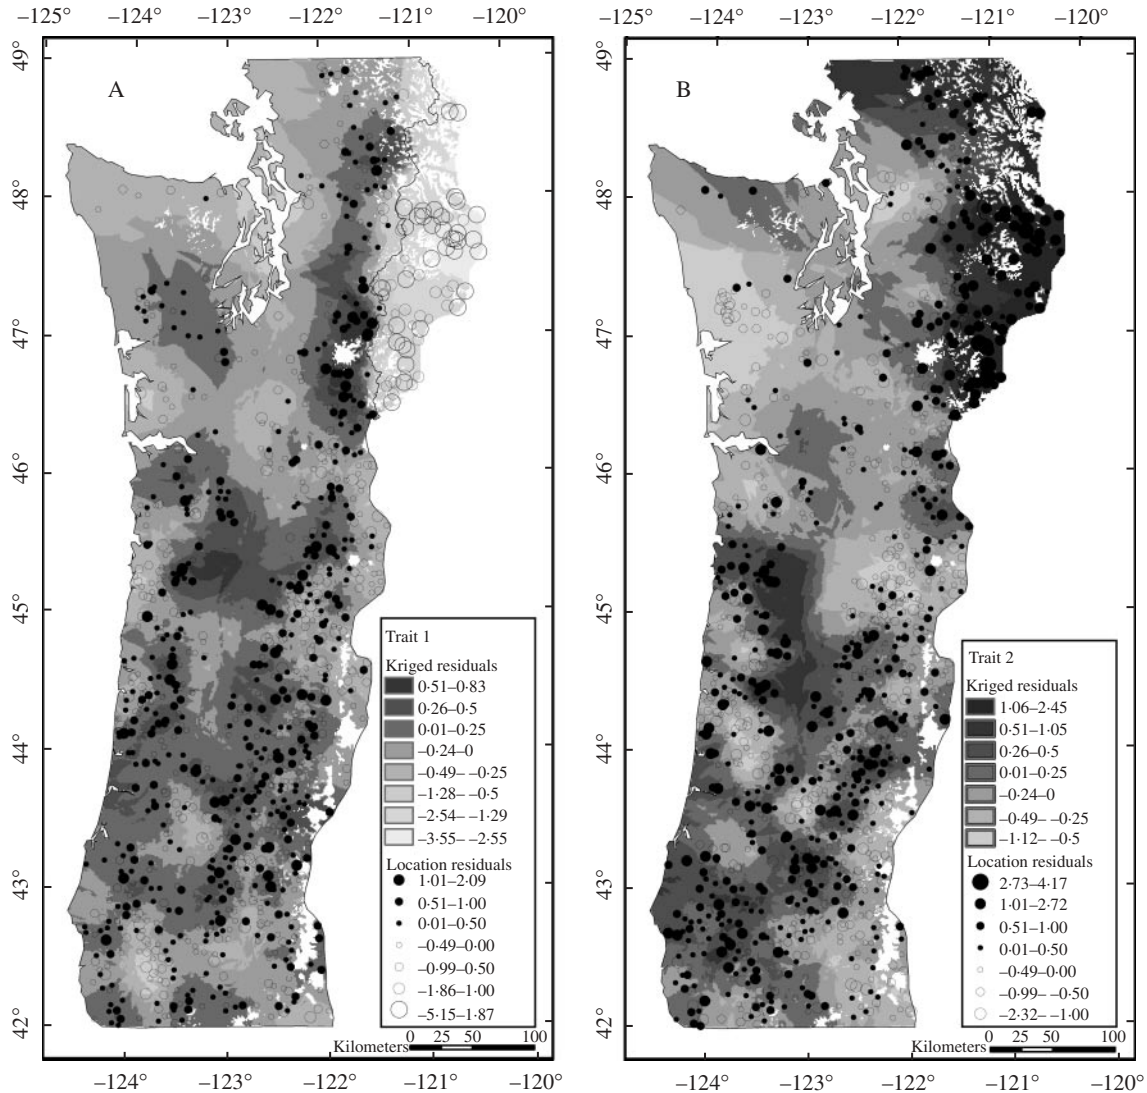 −125° −124° −123° −122° −121° −120°
−125° −124° −123° −122° −121° −120°
A
B
49°
48°
47°
46°
45°
44°
43°
42°
49°
48°
47°
46°
45°
44°
43°
42°
Trait 1
Kriged residuals
0·51–0·83
0·26–0·5
0·01–0·25
−0·24–0
−0·49– −0·25
−1·28– −0·5
−2·54– −1·29
−3·55– −2·55
Location residuals
1·01–2·09
0·51–1·00
0·01–0·50
−0·49–0·00
−0·99–0·50
−1·86–1·00
−5·15–1·87
0 25 50 100
Kilometers
Trait 2
Kriged residuals
1·06–2·45
0·51–1·05
0·26–0·5
0·01–0·25
−0·24–0
−0·49– −0·25
−1·12– −0·5
Location residuals
2·73–4·17
1·01–2·72
0·51–1·00
0·01–0·50
−0·49–0·00
−0·99– −0·50
−2·32– −1·00
0 25 50 100
Kilometers
−124° −123° −122° −121° −120°
−124° −123° −122° −121° −120°